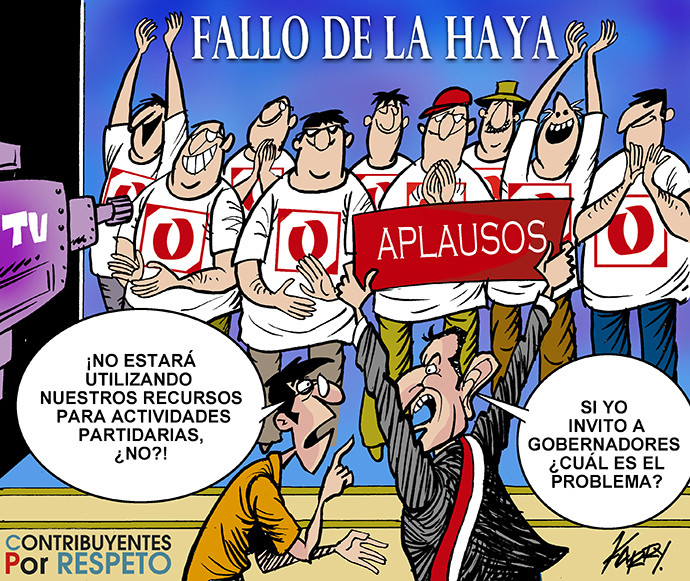 FALLO DE LA HAYA
TV
APLAUSOS
¡NO ESTARÁ
UTILIZANDO
NUESTROS RECURSOS
PARA ACTIVIDADES
PARTIDARIAS,
¿NO?!
SI YO
INVITO A
GOBERNADORES
¿CUÁL ES EL
PROBLEMA?
CONTRIBUYENTES
Por RESPETO